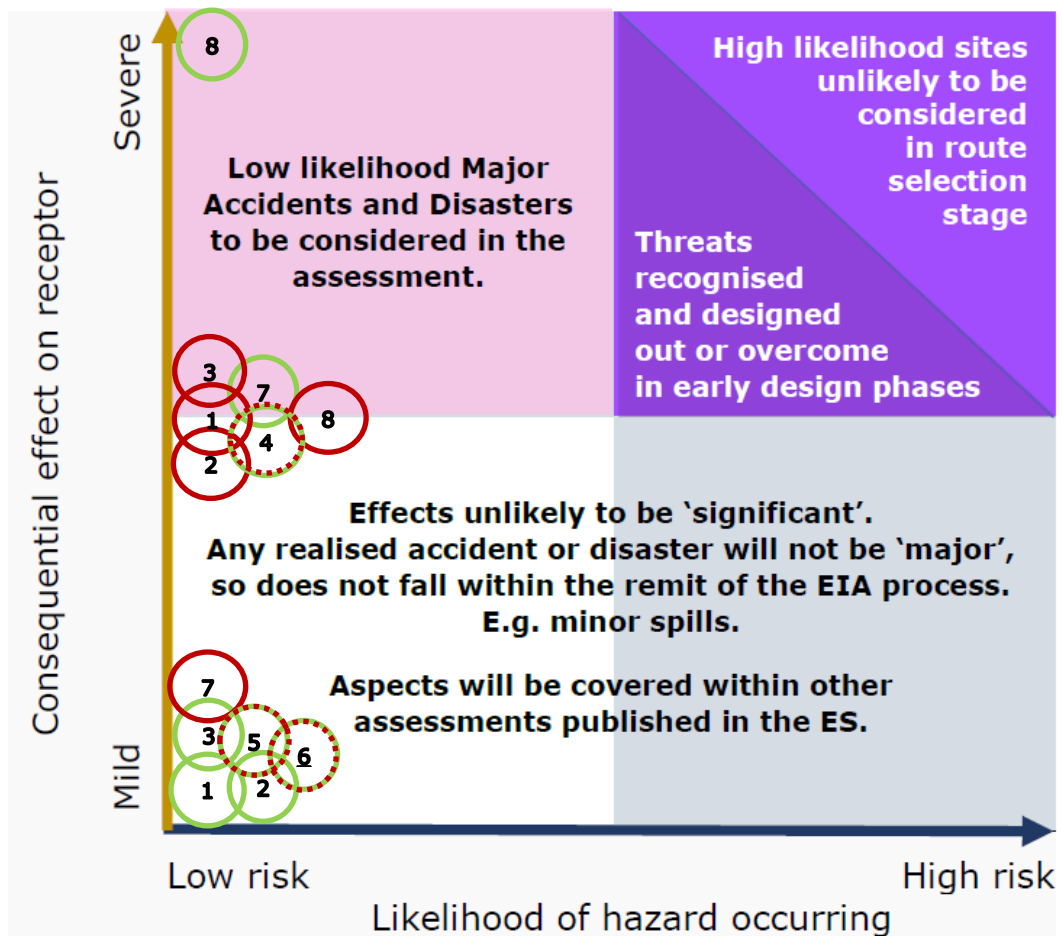 Severe
Consequential effect on receptor
Mild
8
Low likelihood Major
Accidents and Disasters
to be considered in the
assessment.
High likelihood sites
unlikely to be
considered
in route
selection
stage
Threats
recognised
and designed
out or overcome
in early design phases
3
7
1
8
4
2
Effects unlikely to be ‘significant’.
Any realised accident or disaster will not be ‘major’,
so does not fall within the remit of the EIA process.
E.g. minor spills.
Aspects will be covered within other
assessments published in the ES.
7
3
5
6
1
2
Low risk
High risk
Likelihood of hazard occurring